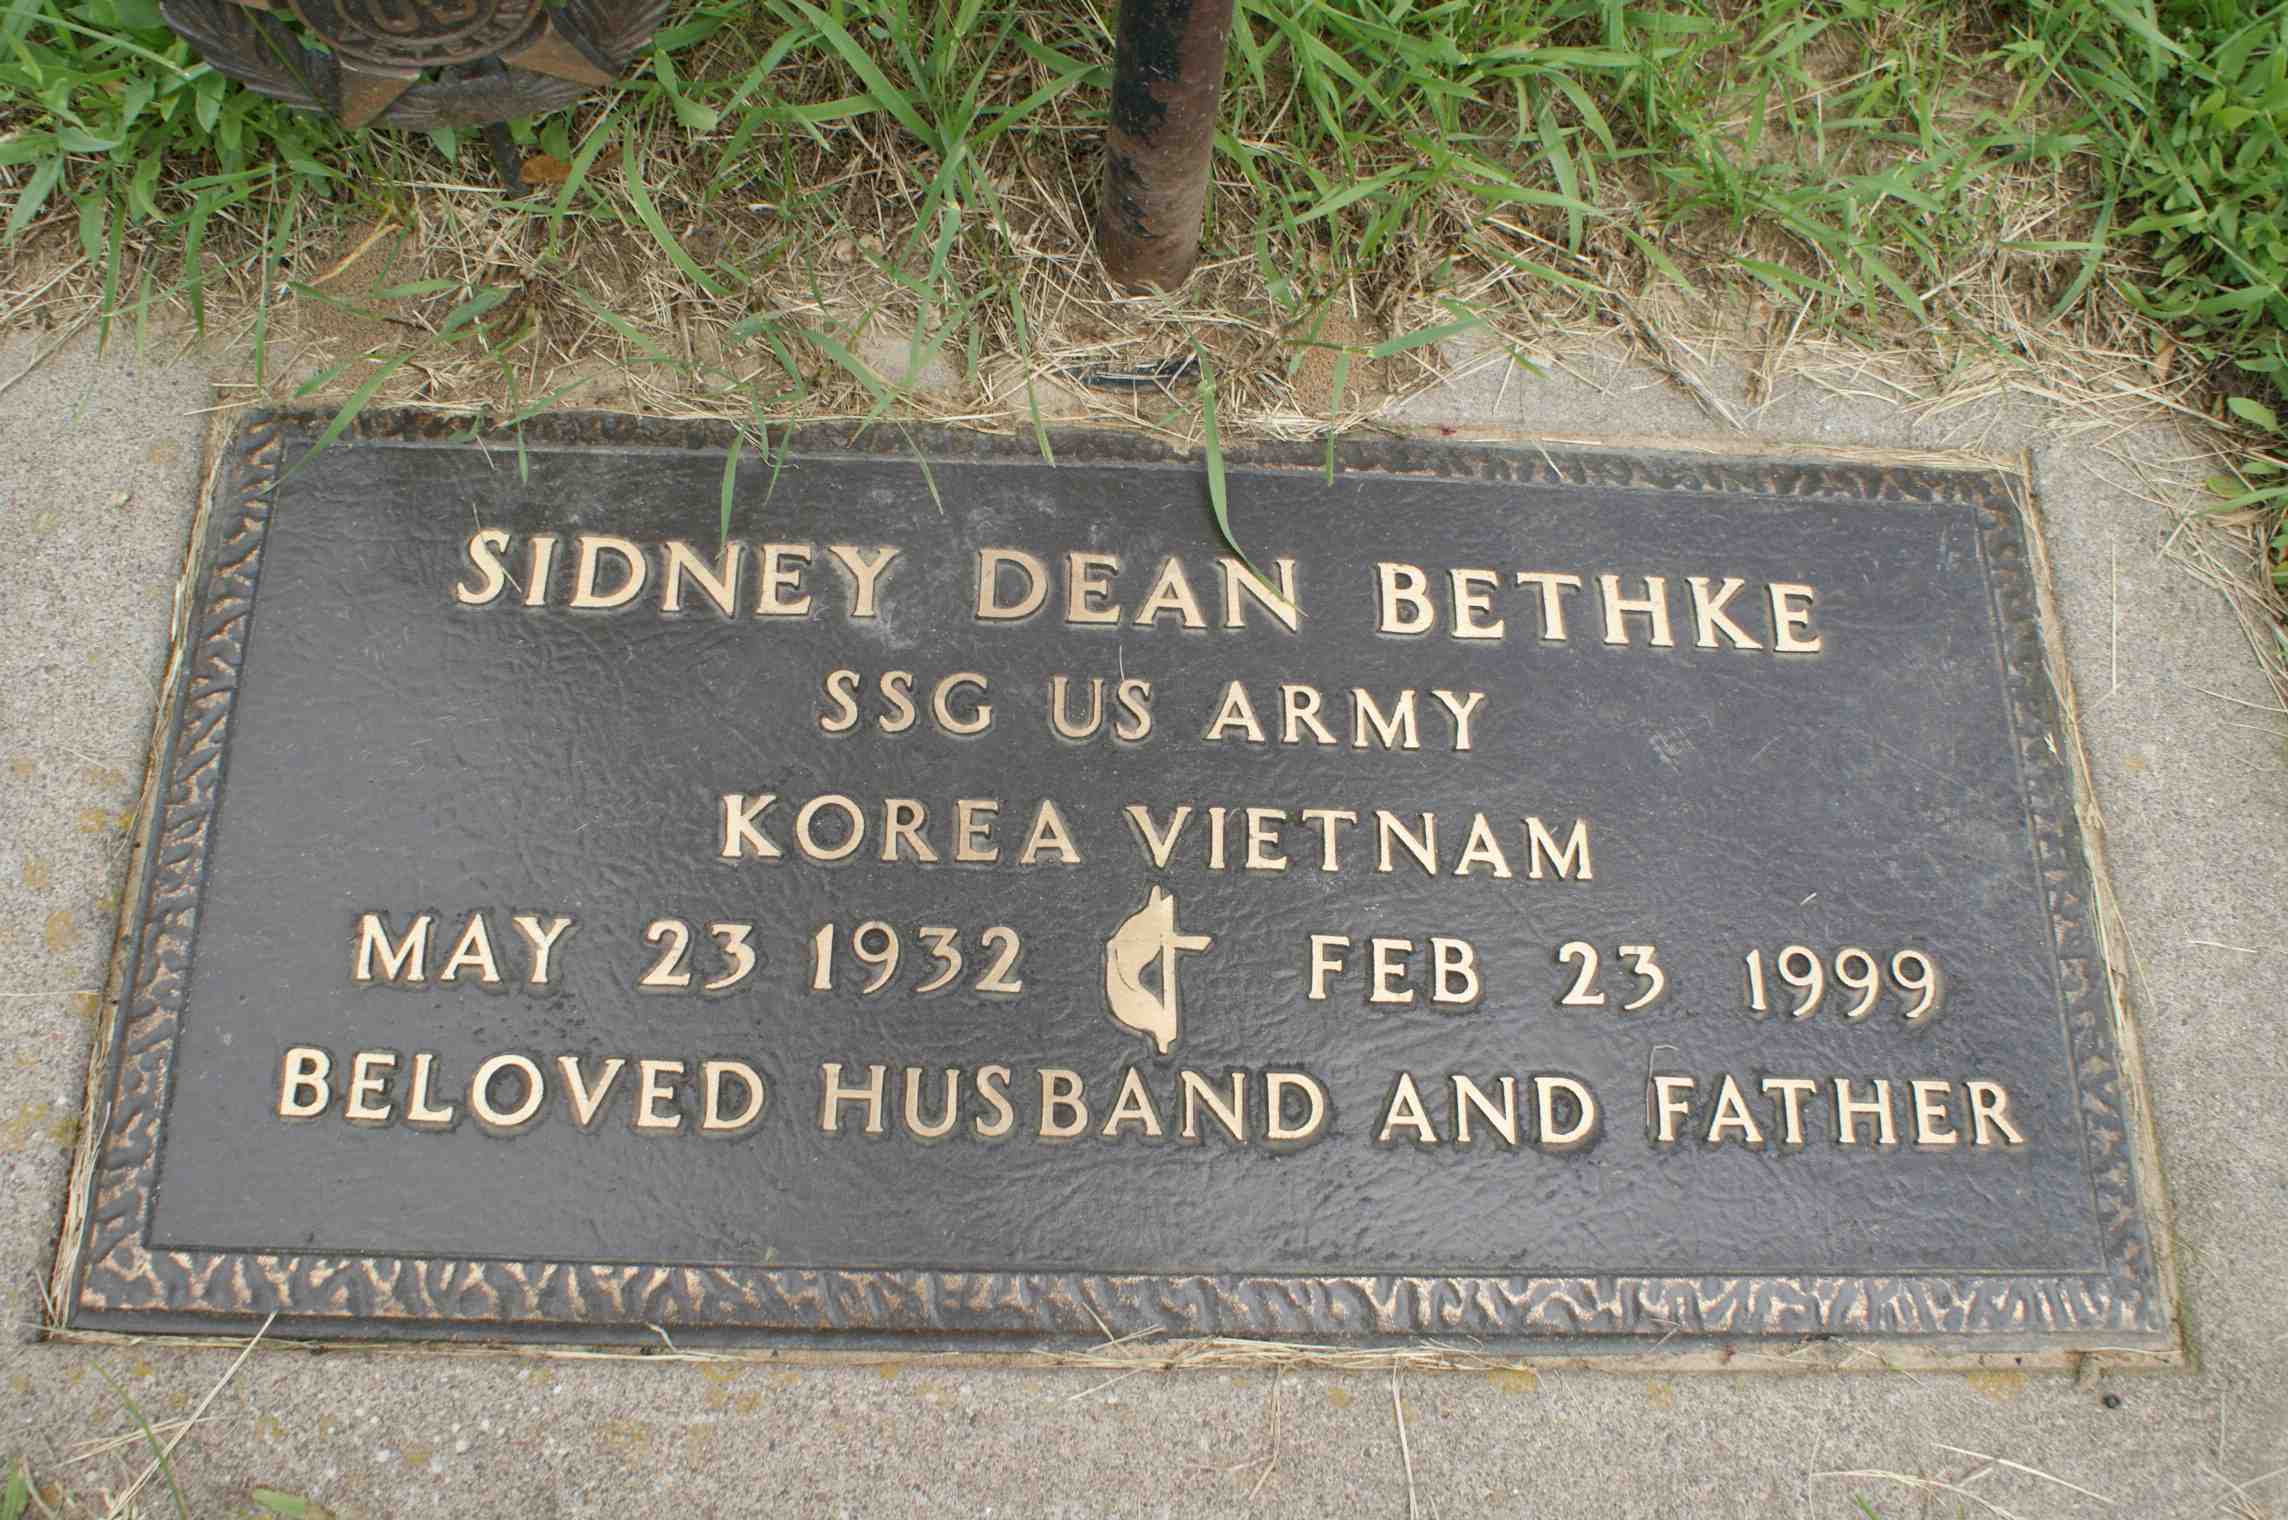 SIDNEY DEAN BETHKE
SSG US ARMY
KOREA VIETNAM
MAY 23 1932 FEB 23 1999
BELOVED HUSBAND AND FATHER